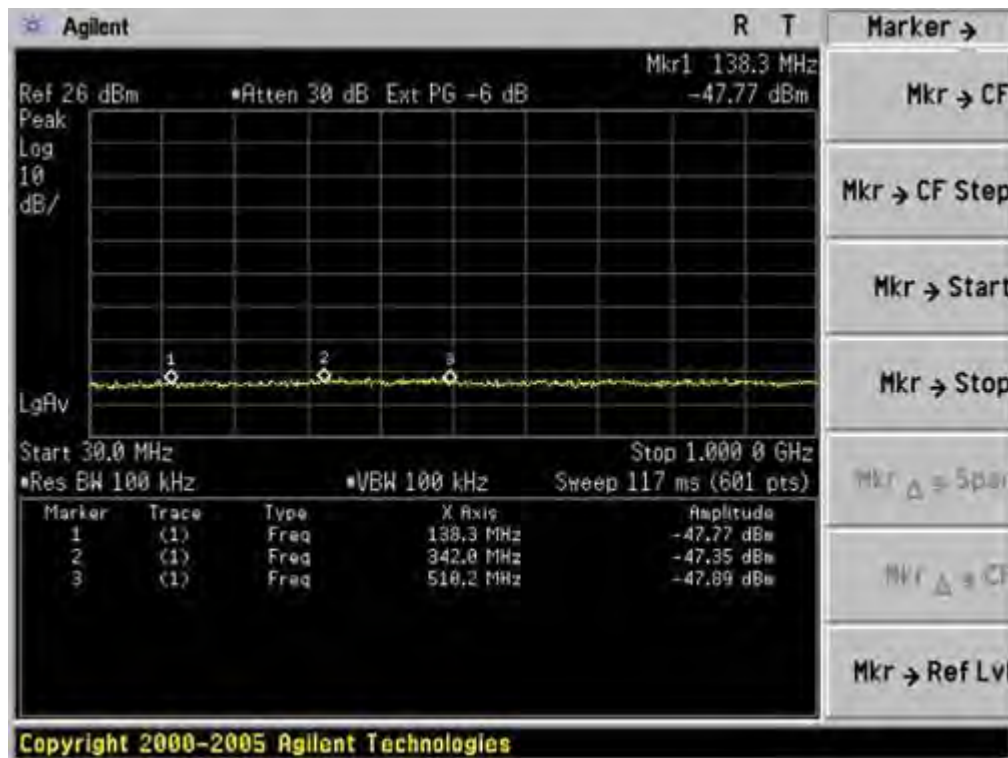 Agilent R T
Mkr1 138.3 MHz
Ref 26 dBm *Atten 30 dB Ext PG -6 dB -47.77 dBm
Peak
Log
10
dB/
1 2 3
LgAv
Start 30.0 MHz Stop 1.000 0 GHz
*Res BW 100 kHz *VBW 100 kHz Sweep 117 ms (601 pts)
Marker Trace Type X Axis Amplitude
1 (1) Freq 138.3 MHz -47.77 dBm
2 (1) Freq 342.0 MHz -47.35 dBm
3 (1) Freq 510.2 MHz -47.89 dBm
Copyright 2000-2005 Agilent Technologies
Marker →
Mkr → CF
Mkr → CF Step
Mkr → Start
Mkr → Stop
Mkr Δ
Mkr Δ
Mkr → Ref Lvl